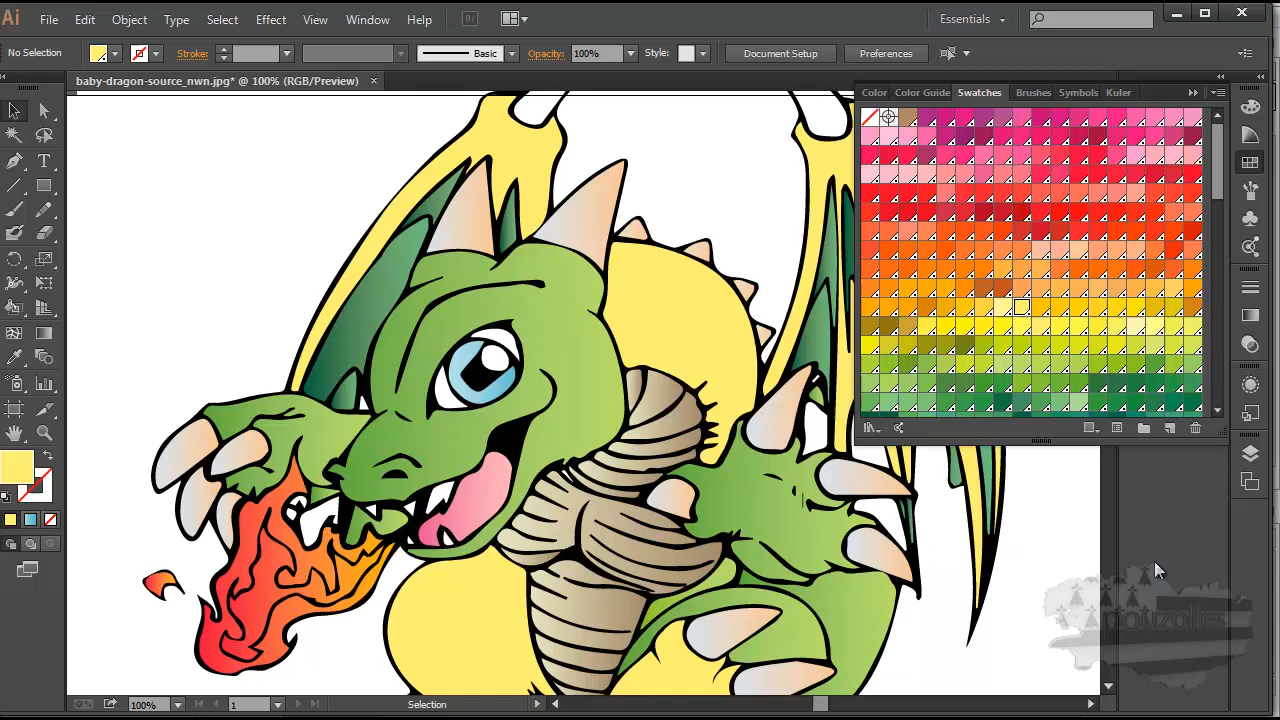 Ai File Edit Object Type Select Effect View Window Help Br Essentials
No Selection Stroke: Basic Opacity: 100% Style: Document Setup Preferences
baby-dragon-source_nwn.jpg* @ 100% (RGB/Preview) ×
Color Color Guide Swatches Brushes Symbols Kuler
100% 1 Selection